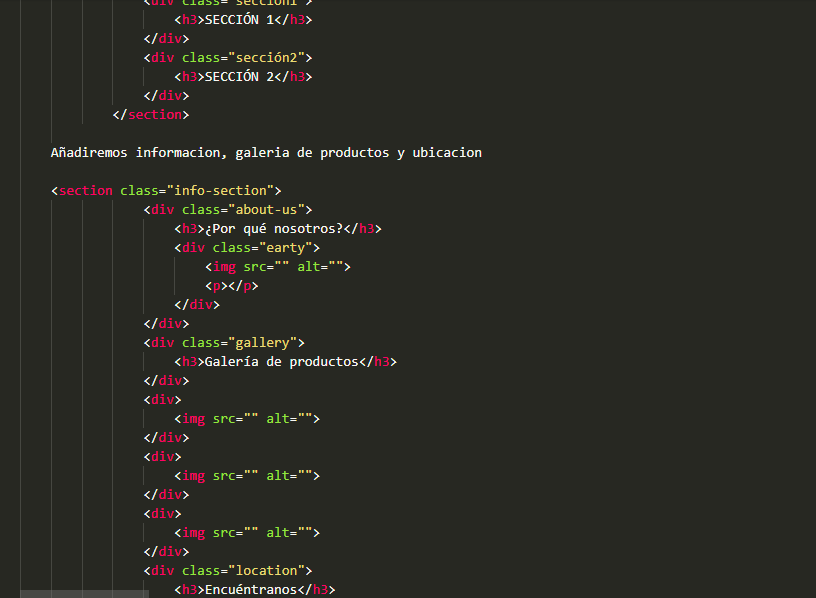 <div class="sección1">
<h3>SECCIÓN 1</h3>
</div>
<div class="sección2">
<h3>SECCIÓN 2</h3>
</div>
</section>
Añadiremos informacion, galeria de productos y ubicacion
<section class="info-section">
<div class="about-us">
<h3>¿Por qué nosotros?</h3>
<div class="earty">
<img src="" alt="">
<p></p>
</div>
</div>
<div class="gallery">
<h3>Galería de productos</h3>
</div>
<div>
<img src="" alt="">
</div>
<div>
<img src="" alt="">
</div>
<div>
<img src="" alt="">
</div>
<div class="location">
<h3>Encuéntranos</h3>